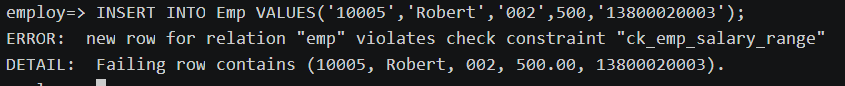 employ=> INSERT INTO Emp VALUES('10005','Robert','002',500,'13800020003');
ERROR:  new row for relation "emp" violates check constraint "ck_emp_salary_range"
DETAIL:  Failing row contains (10005, Robert, 002, 500.00, 13800020003).